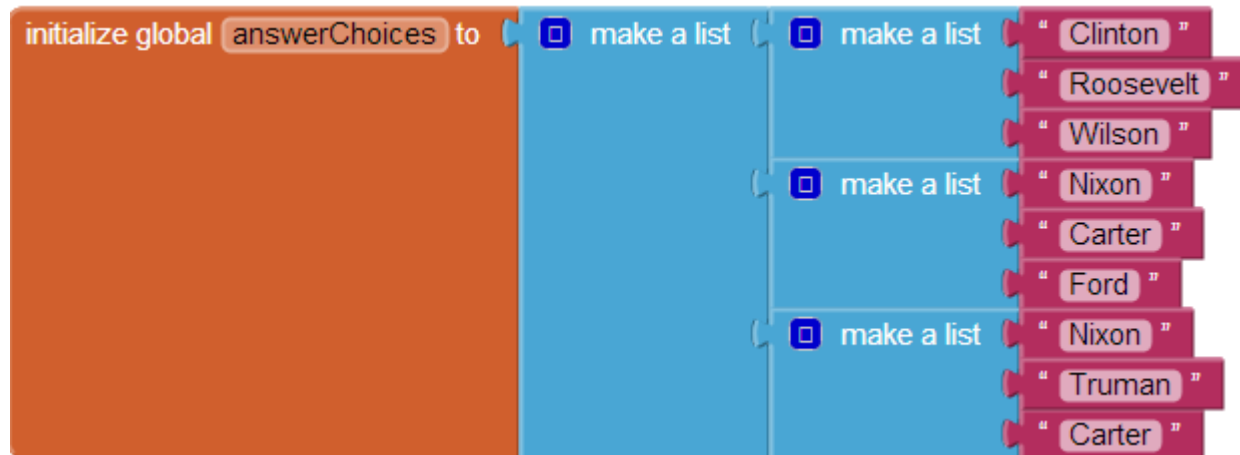 initialize global answerChoices to make a list make a list " Clinton "
" Roosevelt "
" Wilson "
make a list " Nixon "
" Carter "
" Ford "
make a list " Nixon "
" Truman "
" Carter "